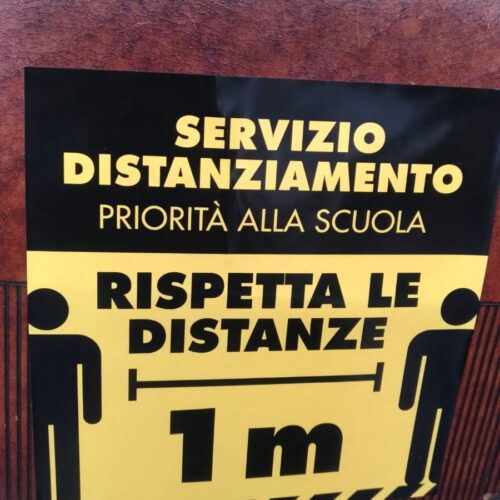 SERVIZIO
DISTANZIAMENTO
PRIORITÀ ALLA SCUOLA
RISPETTA LE
DISTANZE
1 m